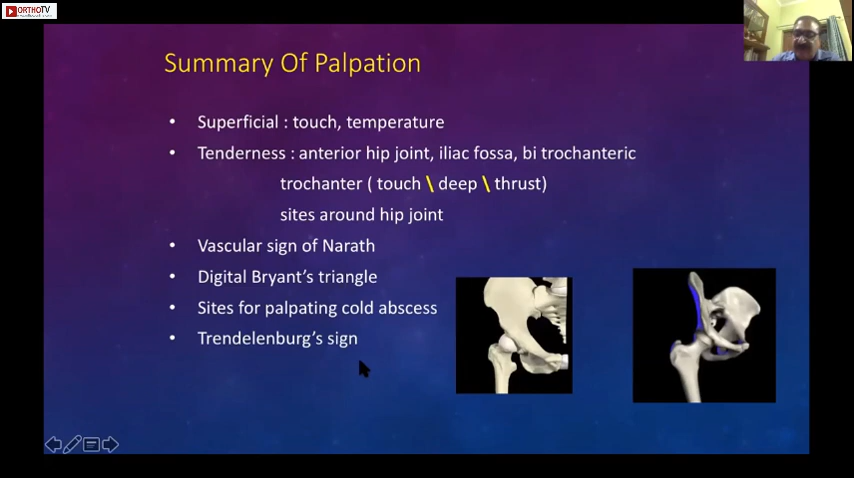 ORTHOTV
Summary Of Palpation
• Superficial : touch, temperature
• Tenderness : anterior hip joint, iliac fossa, bi trochanteric
trochanter ( touch \ deep \ thrust)
sites around hip joint
• Vascular sign of Narath
• Digital Bryant’s triangle
• Sites for palpating cold abscess
• Trendelenburg’s sign